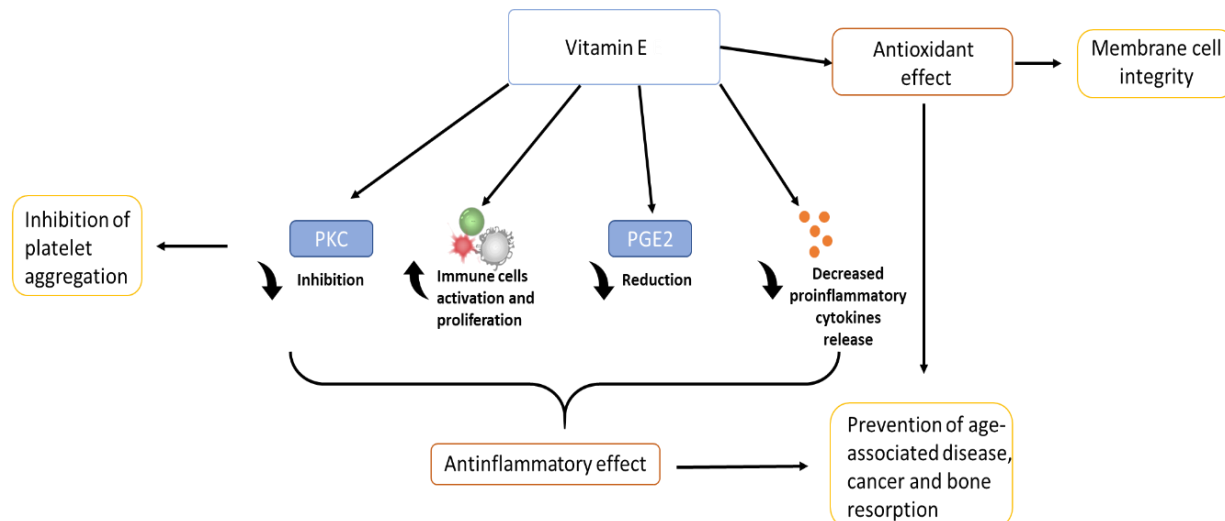 Vitamin E
Antioxidant
effect
Membrane cell
integrity
Inhibition of
platelet
aggregation
PKC
Inhibition
Immune cells
activation and
proliferation
PGE2
Reduction
Decreased
proinflammatory
cytokines
release
Antinflammatory effect
Prevention of age-
associated disease,
cancer and bone
resorption